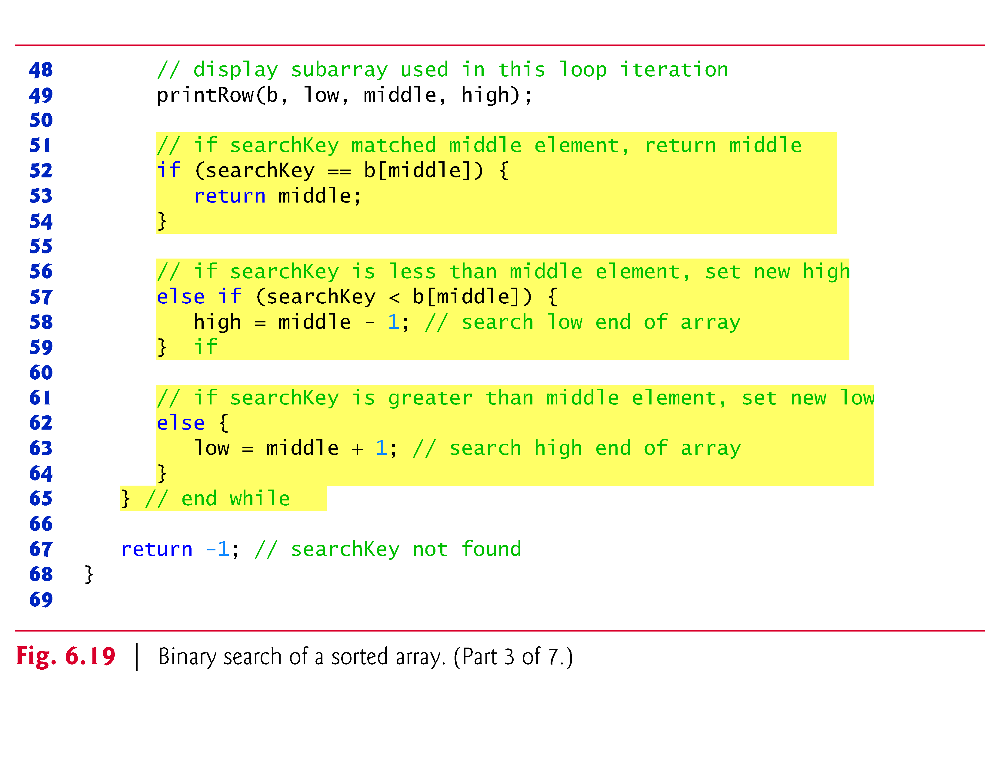 48 // display subarray used in this loop iteration
49 printRow(b, low, middle, high);
50
51 // if searchKey matched middle element, return middle
52 if (searchKey == b[middle]) {
53 return middle;
54 }
55
56 // if searchKey is less than middle element, set new high
57 else if (searchKey < b[middle]) {
58 high = middle - 1; // search low end of array
59 } if
60
61 // if searchKey is greater than middle element, set new low
62 else {
63 low = middle + 1; // search high end of array
64 }
65 } // end while
66
67 return -1; // searchKey not found
68 }
69
Fig. 6.19 | Binary search of a sorted array. (Part 3 of 7.)